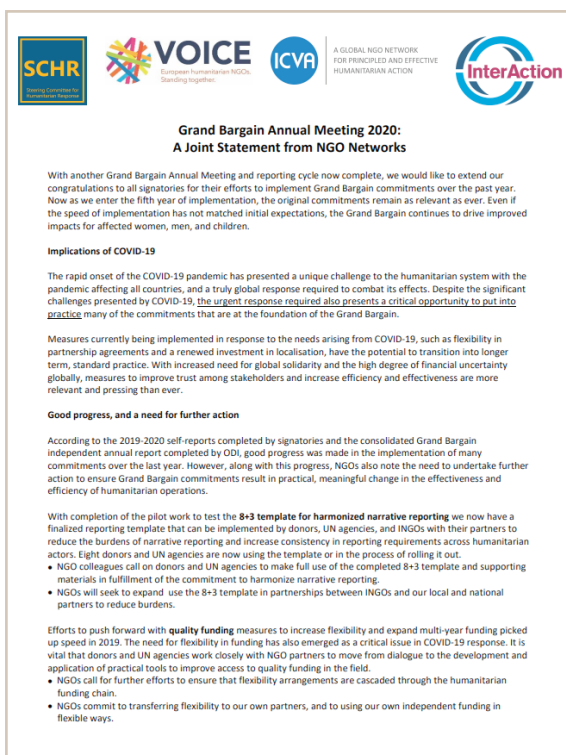 SCHR
Steering Committee for
Humanitarian Response
VOICE
European humanitarian NGOs.
Standing together.
ICVA
A GLOBAL NGO NETWORK
FOR PRINCIPLED AND EFFECTIVE
HUMANITARIAN ACTION
InterAction
Grand Bargain Annual Meeting 2020:
A Joint Statement from NGO Networks
With another Grand Bargain Annual Meeting and reporting cycle now complete, we would like to extend our
congratulations to all signatories for their efforts to implement Grand Bargain commitments over the past year.
Now as we enter the fifth year of implementation, the original commitments remain as relevant as ever. Even if
the speed of implementation has not matched initial expectations, the Grand Bargain continues to drive improved
impacts for affected women, men, and children.
Implications of COVID-19
The rapid onset of the COVID-19 pandemic has presented a unique challenge to the humanitarian system with the
pandemic affecting all countries, and a truly global response required to combat its effects. Despite the significant
challenges presented by COVID-19, the urgent response required also presents a critical opportunity to put into
practice many of the commitments that are at the foundation of the Grand Bargain.
Measures currently being implemented in response to the needs arising from COVID-19, such as flexibility in
partnership agreements and a renewed investment in localisation, have the potential to transition into longer
term, standard practice. With increased need for global solidarity and the high degree of financial uncertainty
globally, measures to improve trust among stakeholders and increase efficiency and effectiveness are more
relevant and pressing than ever.
Good progress, and a need for further action
According to the 2019-2020 self-reports completed by signatories and the consolidated Grand Bargain
independent annual report completed by ODI, good progress was made in the implementation of many
commitments over the last year. However, along with this progress, NGOs also note the need to undertake further
action to ensure Grand Bargain commitments result in practical, meaningful change in the effectiveness and
efficiency of humanitarian operations.
With completion of the pilot work to test the 8+3 template for harmonized narrative reporting we now have a
finalized reporting template that can be implemented by donors, UN agencies, and INGOs with their partners to
reduce the burdens of narrative reporting and increase consistency in reporting requirements across humanitarian
actors. Eight donors and UN agencies are now using the template or in the process of rolling it out.
• NGO colleagues call on donors and UN agencies to make full use of the completed 8+3 template and supporting
materials in fulfillment of the commitment to harmonize narrative reporting.
• NGOs will seek to expand use the 8+3 template in partnerships between INGOs and our local and national
partners to reduce burdens.
Efforts to push forward with quality funding measures to increase flexibility and expand multi-year funding picked
up speed in 2019. The need for flexibility in funding has also emerged as a critical issue in COVID-19 response. It is
vital that donors and UN agencies work closely with NGO partners to move from dialogue to the development and
application of practical tools to improve access to quality funding in the field.
• NGOs call for further efforts to ensure that flexibility arrangements are cascaded through the humanitarian
funding chain.
• NGOs commit to transferring flexibility to our own partners, and to using our own independent funding in
flexible ways.